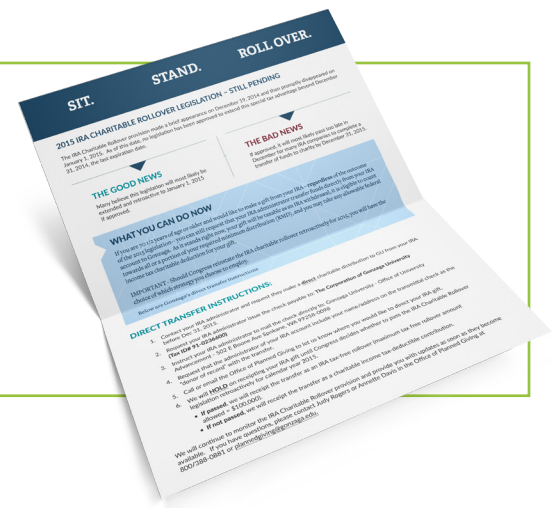 SIT. STAND. ROLL OVER.
2015 IRA CHARITABLE ROLLOVER LEGISLATION – STILL PENDING
The IRA Charitable Rollover provision made a brief appearance on December 19, 2014 and then promptly disappeared on
January 1, 2015. As of this date, no legislation has been approved to extend this special tax advantage beyond December
31, 2014, the last expiration date.
THE GOOD NEWS
Many believe this legislation will most likely be
extended and retroactive to January 1, 2015
if approved.
THE BAD NEWS
If approved, it will most likely pass too late in
December for many IRA companies to complete a
transfer of funds to charity by December 31, 2015.
WHAT YOU CAN DO NOW
If you are 70 1/2 years of age or older and would like to make a gift from your IRA - regardless of the outcome
of the 2015 legislation - you can still request that your IRA administrator transfer funds directly from your IRA
account to Gonzaga. As it stands right now, your gift will be taxable as an IRA withdrawal, it is eligible to count
towards all or a portion of your required minimum distribution (RMD), and you may take any allowable federal
income tax charitable deduction for your gift.
IMPORTANT: Should Congress reinstate the IRA charitable rollover retroactively for 2015, you will have the
choice of which strategy you choose to employ.
Below are Gonzaga's direct transfer instructions
DIRECT TRANSFER INSTRUCTIONS:
1. Contact your IRA administrator and request they make a direct charitable distribution to GU from your IRA
before Dec 31, 2015.
2. Request your IRA administrator issue the check payable to: The Corporation of Gonzaga University
(Tax ID# 91-0236600)
3. Instruct your IRA administrator to mail the check directly to: Gonzaga University - Office of University
Advancement - 502 E Boone Ave Spokane, WA 99258-0098
4. Request that the administrator of your IRA account include your name/address on the transmittal check as the
"donor of record" with the transfer.
5. Call or email the Office of Planned Giving to let us know where you would like to direct your IRA gift.
6. We will HOLD on receipting your IRA gift until Congress decides whether to pass the IRA Charitable Rollover
legislation retroactively for calendar year 2015.
• If passed, we will receipt the transfer as an IRA tax-free rollover (maximum tax free rollover amount
allowed = $100,000).
• If not passed, we will receipt the transfer as a charitable income tax-deductible contribution.
We will continue to monitor the IRA Charitable Rollover provision and provide you with updates as soon as they become
available. If you have questions, please contact Judy Rogers or Annette Davis in the Office of Planned Giving at
800/388-0881 or plannedgiving@gonzaga.edu.